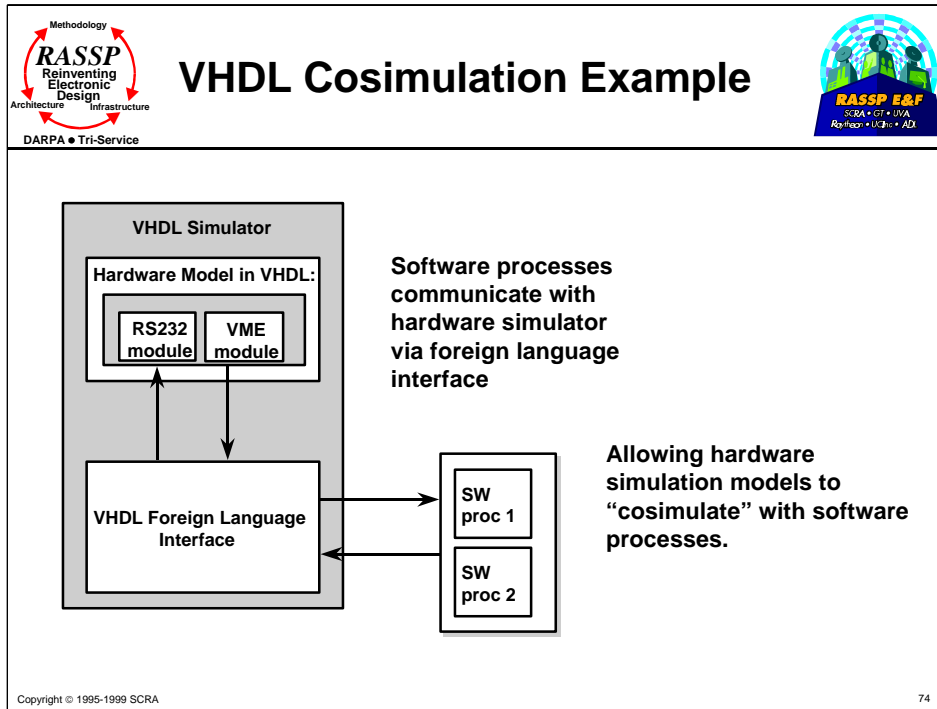 Methodology
RASSP
Reinventing
Electronic
Design
Architecture
Infrastructure
DARPA ● Tri-Service
VHDL Cosimulation Example
RASSP E&F
SCRA • GT • UVA
Raytheon • UCinc • ADL
VHDL Simulator
Hardware Model in VHDL:
RS232
module
VME
module
VHDL Foreign Language
Interface
Software processes
communicate with
hardware simulator
via foreign language
interface
SW
proc 1
SW
proc 2
Allowing hardware
simulation models to
“cosimulate” with software
processes.
Copyright © 1995-1999 SCRA
74